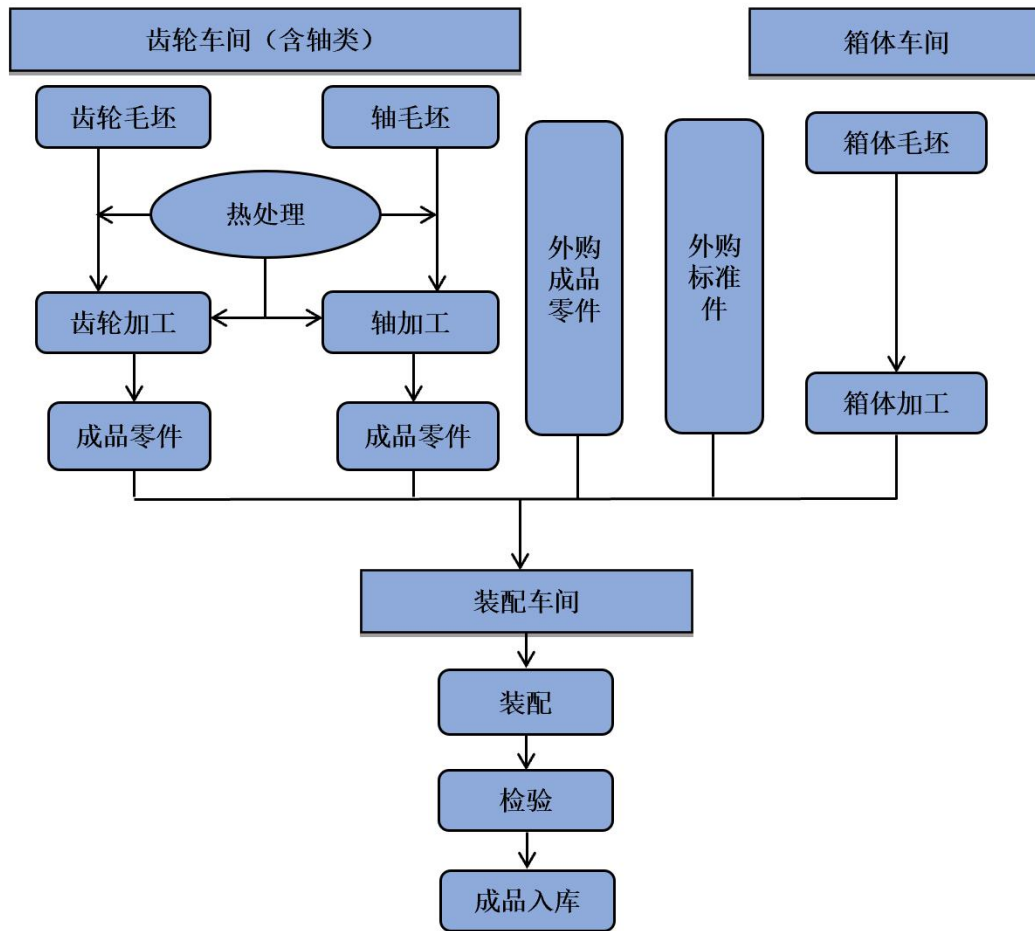 齿轮车间（含轴类）
箱体车间
齿轮毛坯
轴毛坯
箱体毛坯
热处理
外购
成品
零件
外购
标准
件
齿轮加工
轴加工
箱体加工
成品零件
成品零件
装配车间
装配
检验
成品入库